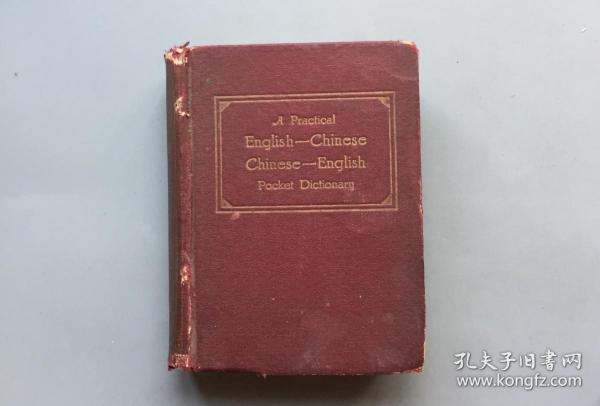 A Practical
English—Chinese
Chinese—English
Pocket Dictionary
孔夫子旧书网
www.kongfz.com